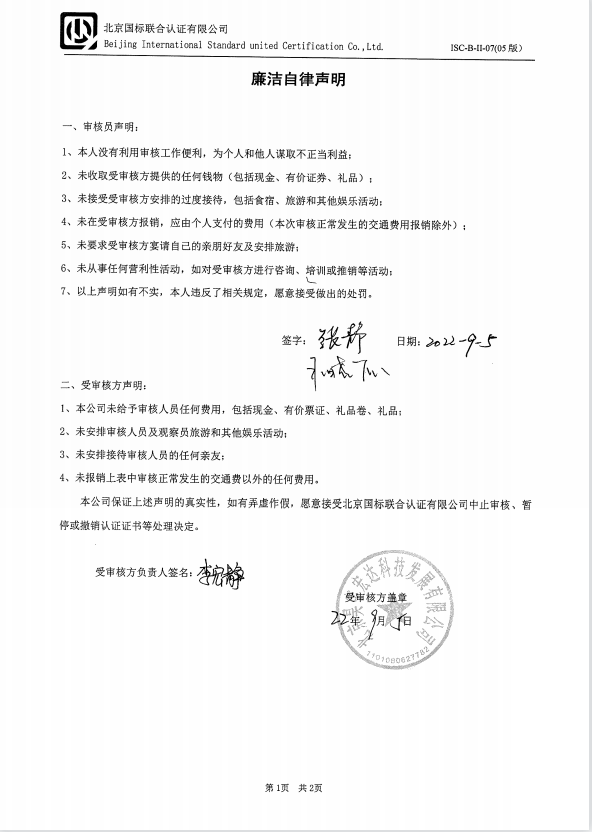 北京国标联合认证有限公司
Beijing International Standard united Certification Co.,Ltd.
ISC-B-II-07(05 版)
廉洁自律声明
一、审核员声明：
1、本人没有利用审核工作便利，为个人和他人谋取不正当利益；
2、未收取受审核方提供的任何钱物（包括现金、有价证券、礼品）；
3、未接受受审核方安排的过度接待，包括食宿、旅游和其他娱乐活动；
4、未在受审核方报销，应由个人支付的费用（本次审核正常发生的交通费用报销除外）；
5、未要求受审核方宴请自己的亲朋好友及安排旅游；
6、未从事任何营利性活动，如对受审核方进行咨询、培训或推销等活动；
7、以上声明如有不实，本人违反了相关规定，愿意接受做出的处罚。
签字：张静 日期：2022-9-5
二、受审核方声明：
1、本公司未给予审核人员任何费用，包括现金、有价票证、礼品卷、礼品；
2、未安排审核人员及观察员旅游和其他娱乐活动；
3、未安排接待审核人员的任何亲友；
4、未报销上表中审核正常发生的交通费以外的任何费用。
本公司保证上述声明的真实性，如有弄虚作假，愿意接受北京国标联合认证有限公司中止审核、暂
停或撤销认证证书等处理决定。
受审核方负责人签名：李宏静
宏达科技发展有限公司
受审核方盖章
22年 9月 5日
1101080627782
第 1页 共 2页